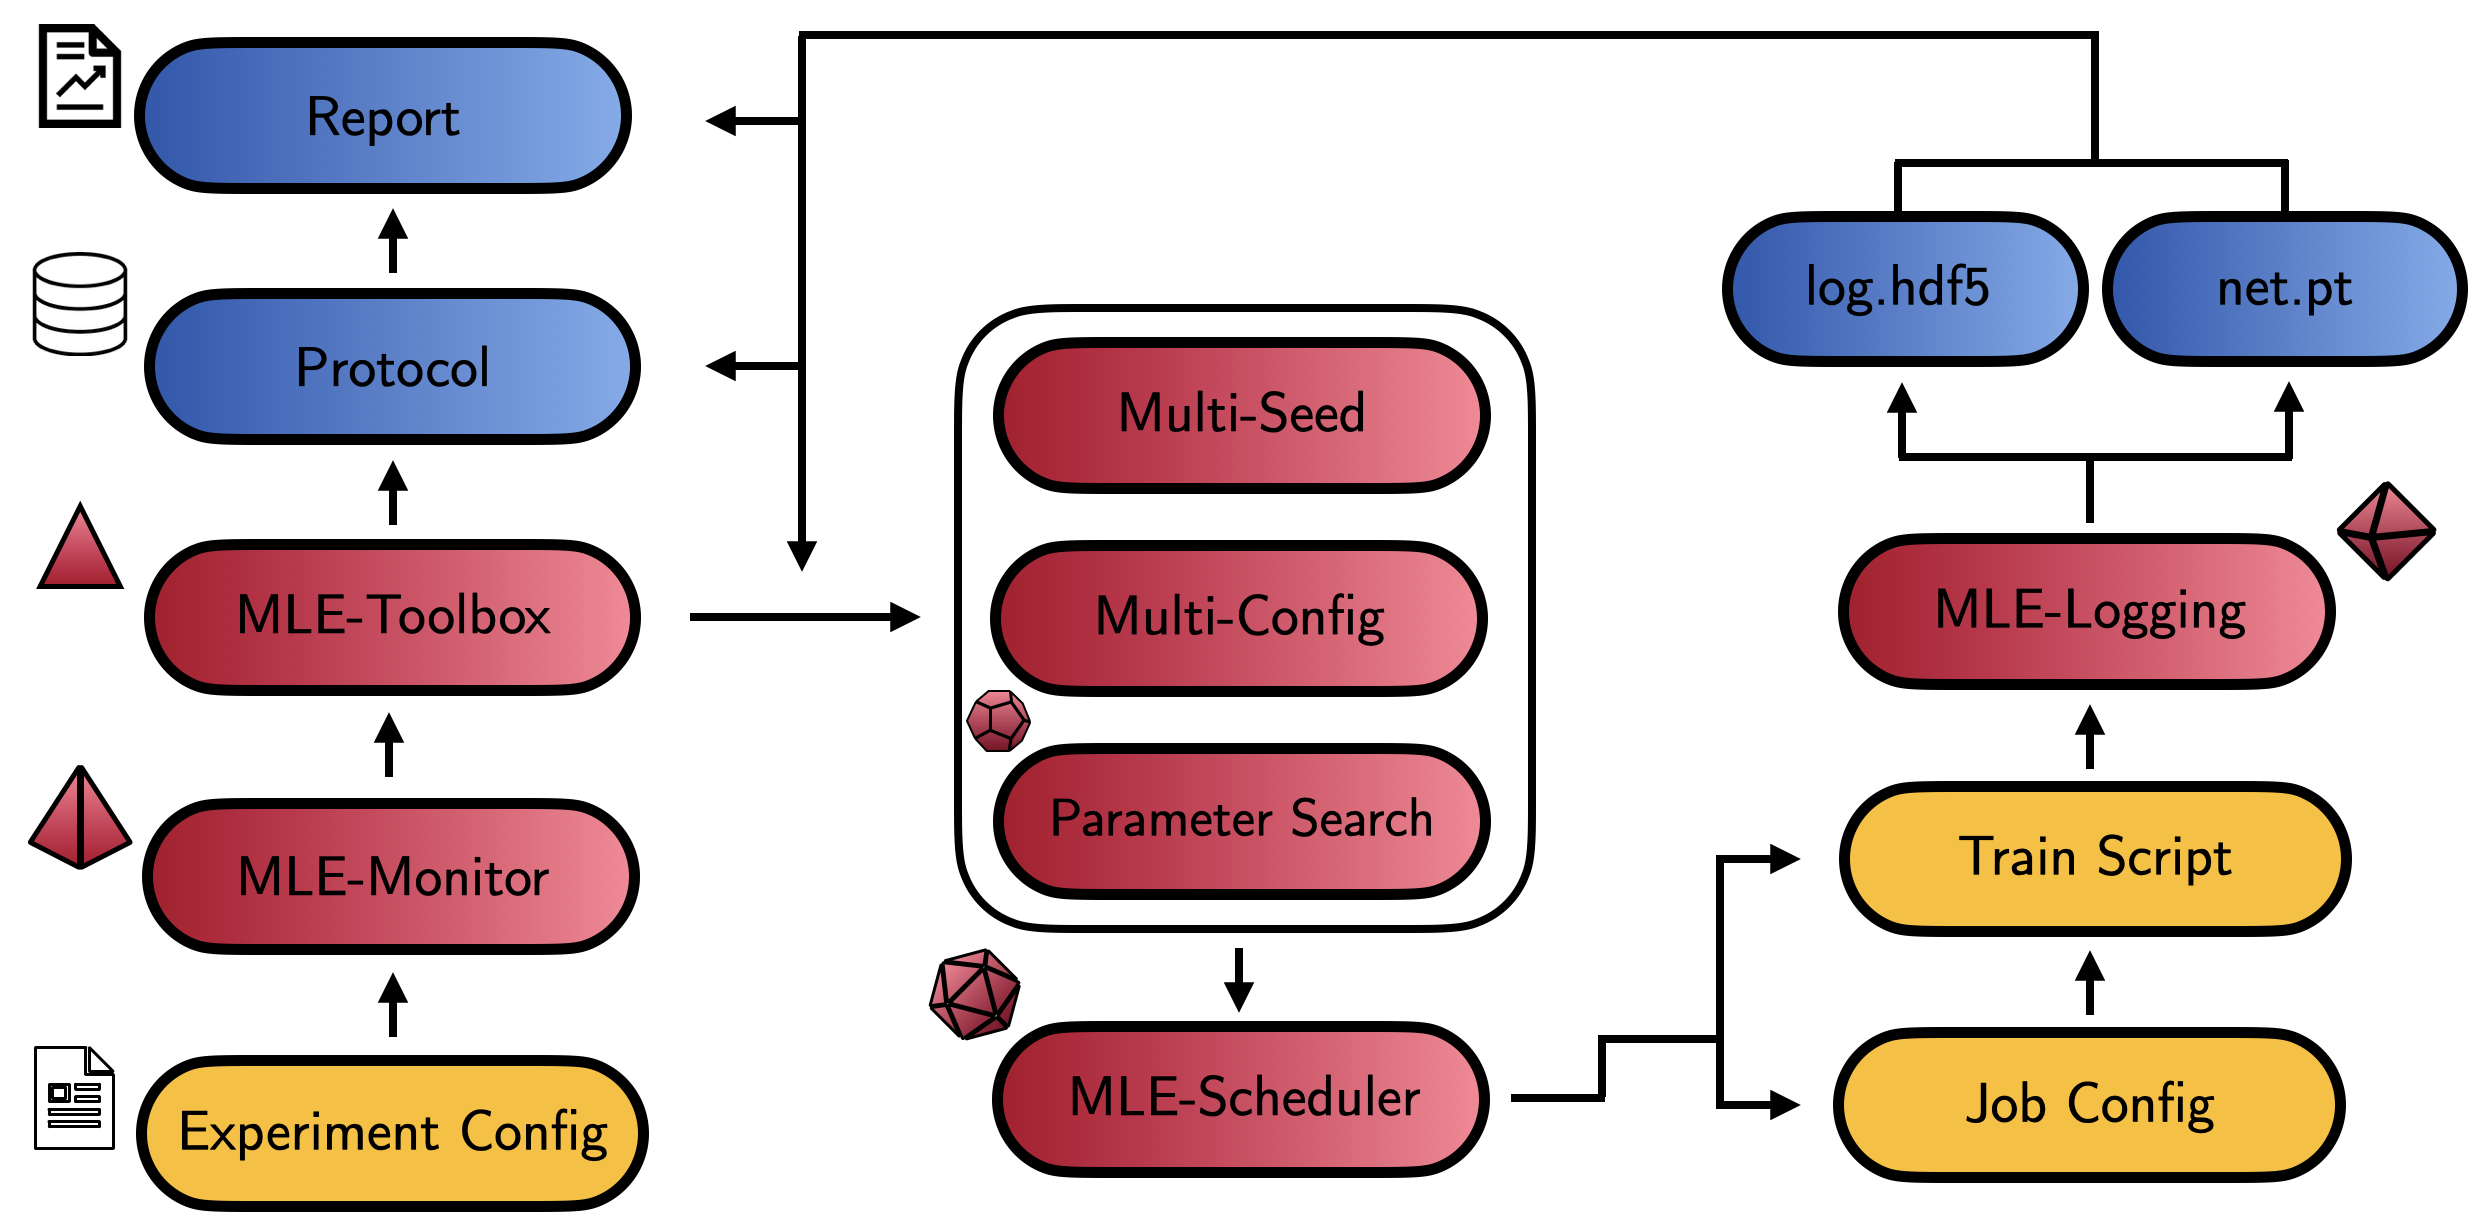 Report
Protocol
MLE-Toolbox
MLE-Monitor
Experiment Config
Multi-Seed
Multi-Config
Parameter Search
MLE-Scheduler
log.hdf5
net.pt
MLE-Logging
Train Script
Job Config